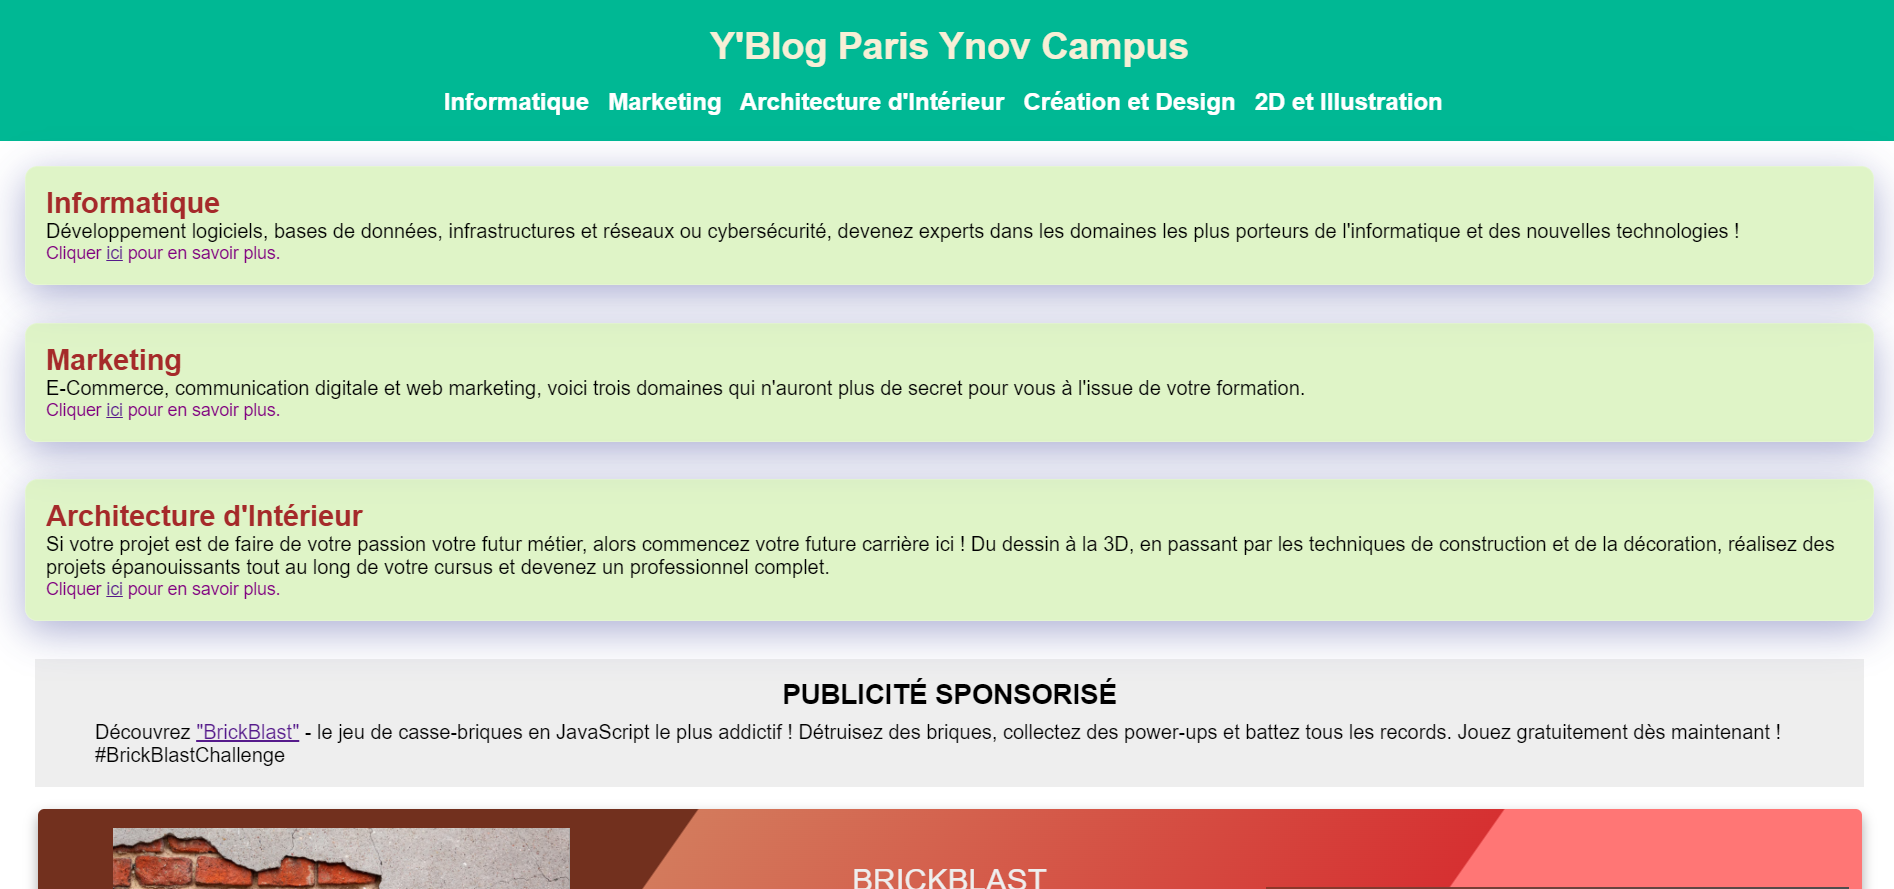 Y'Blog Paris Ynov Campus
Informatique Marketing Architecture d'Intérieur Création et Design 2D et Illustration
Informatique
Développement logiciels, bases de données, infrastructures et réseaux ou cybersécurité, devenez experts dans les domaines les plus porteurs de l'informatique et des nouvelles technologies !
Cliquer ici pour en savoir plus.
Marketing
E-Commerce, communication digitale et web marketing, voici trois domaines qui n'auront plus de secret pour vous à l'issue de votre formation.
Cliquer ici pour en savoir plus.
Architecture d'Intérieur
Si votre projet est de faire de votre passion votre futur métier, alors commencez votre future carrière ici ! Du dessin à la 3D, en passant par les techniques de construction et de la décoration, réalisez des
projets épanouissants tout au long de votre cursus et devenez un professionnel complet.
Cliquer ici pour en savoir plus.
PUBLICITÉ SPONSORISÉ
Découvrez "BrickBlast" - le jeu de casse-briques en JavaScript le plus addictif ! Détruisez des briques, collectez des power-ups et battez tous les records. Jouez gratuitement dès maintenant !
#BrickBlastChallenge
BRICKBLAST